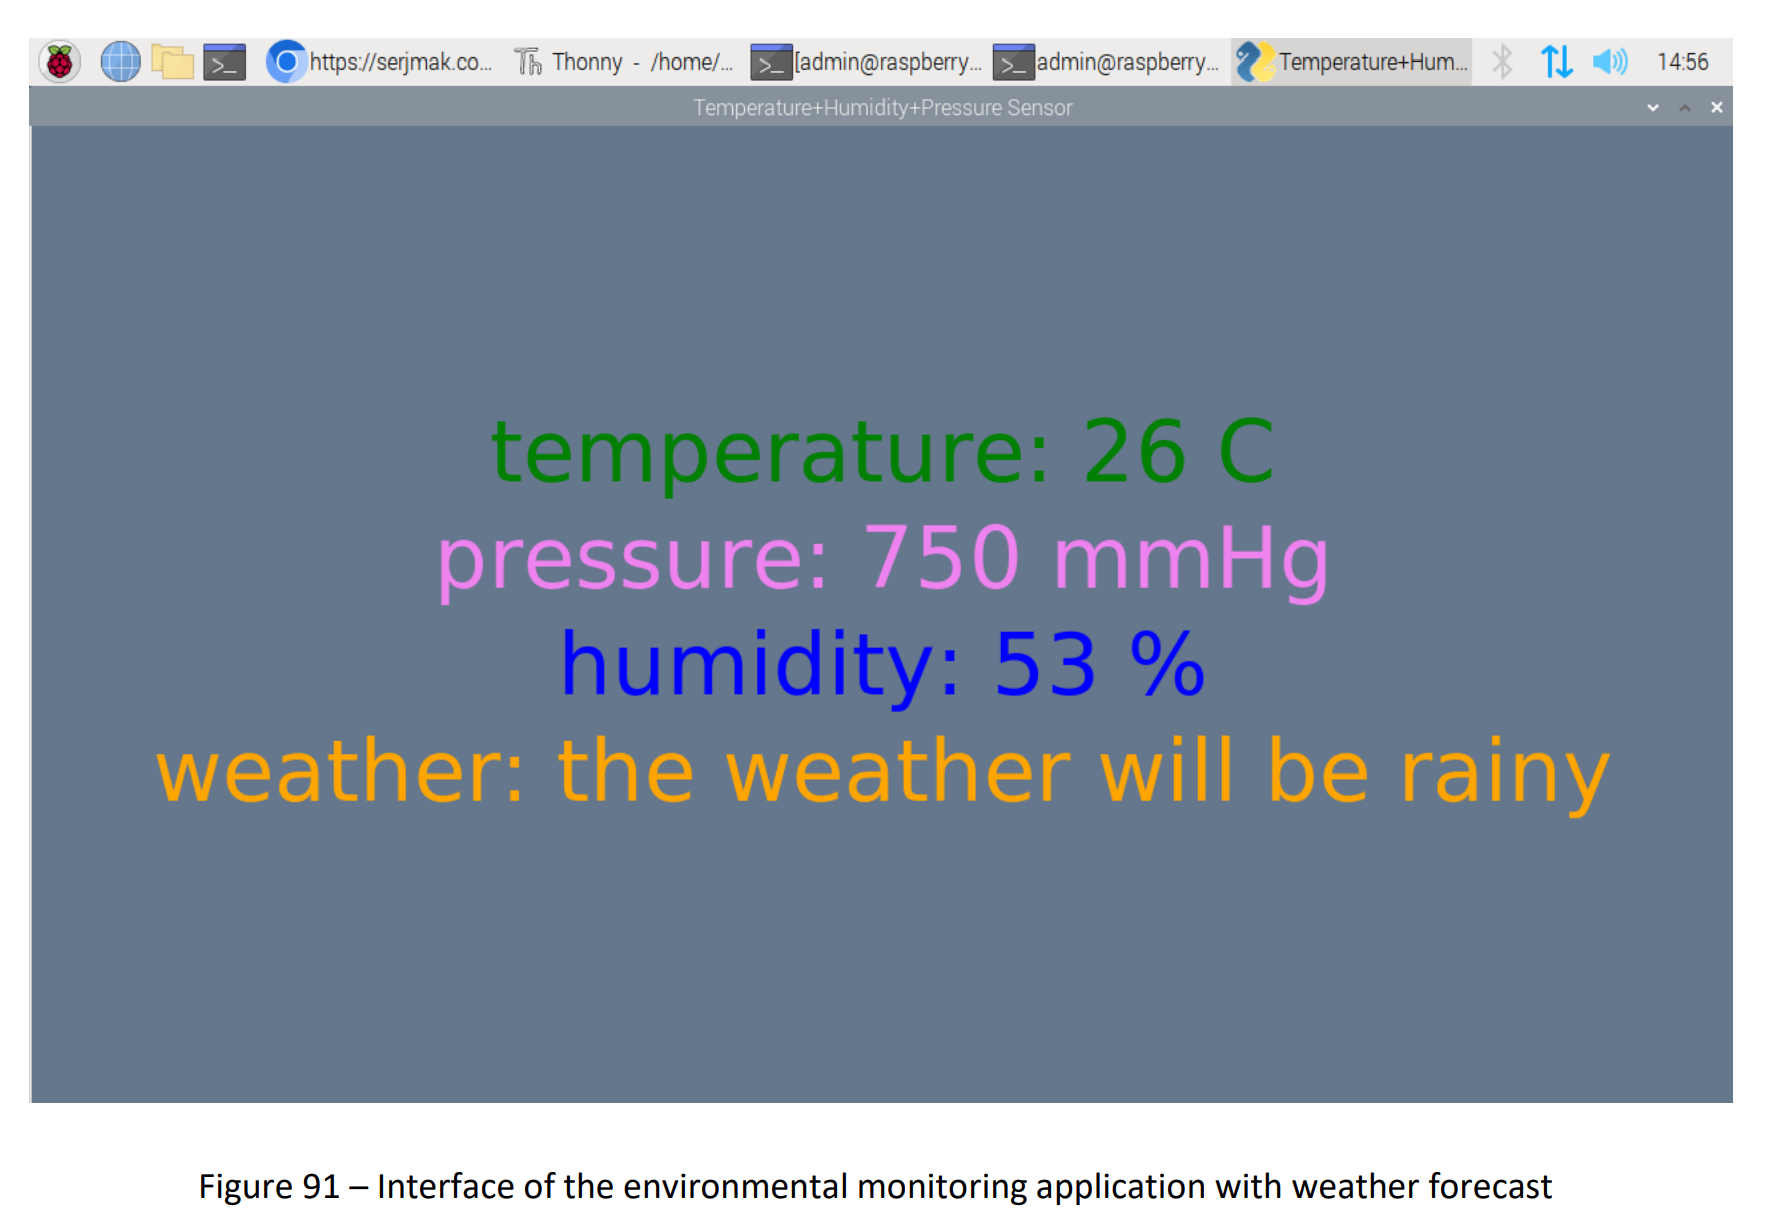 https://serjmak.co... Thonny - /home/... [admin@raspberry... admin@raspberry... Temperature+Hum... 14:56
Temperature+Humidity+Pressure Sensor
temperature: 26 C
pressure: 750 mmHg
humidity: 53 %
weather: the weather will be rainy
Figure 91 – Interface of the environmental monitoring application with weather forecast